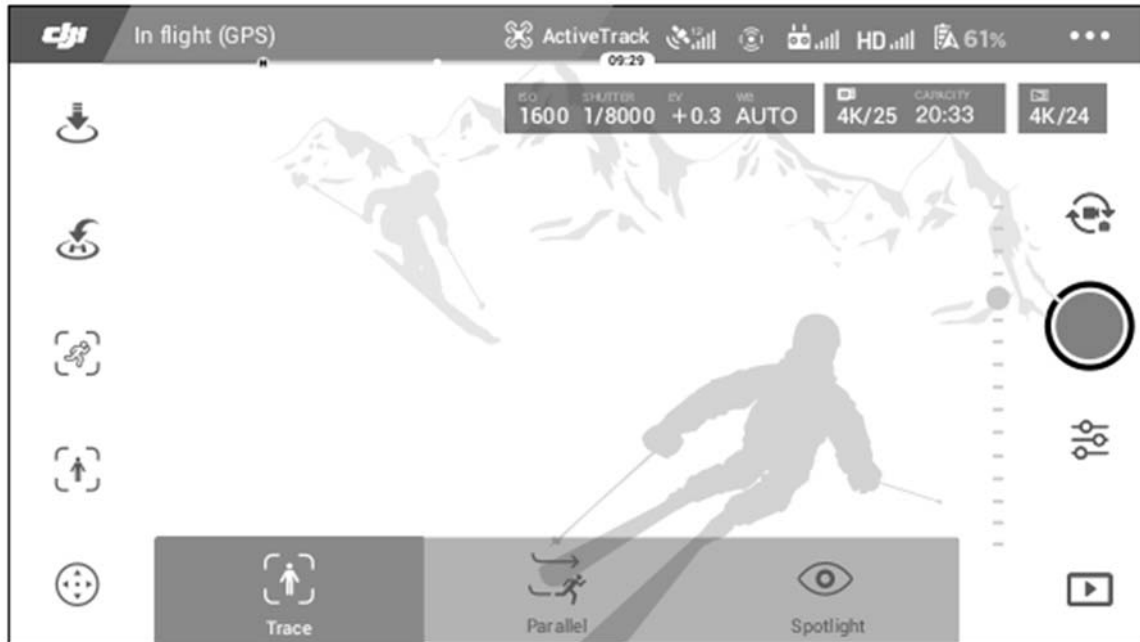 dji In flight (GPS) ActiveTrack 12 HD 61%
H 09:29
ISO SHUTTER EV WB CAPACITY
1600 1/8000 +0.3 AUTO 4K/25 20:33 4K/24
H
Trace Parallel Spotlight